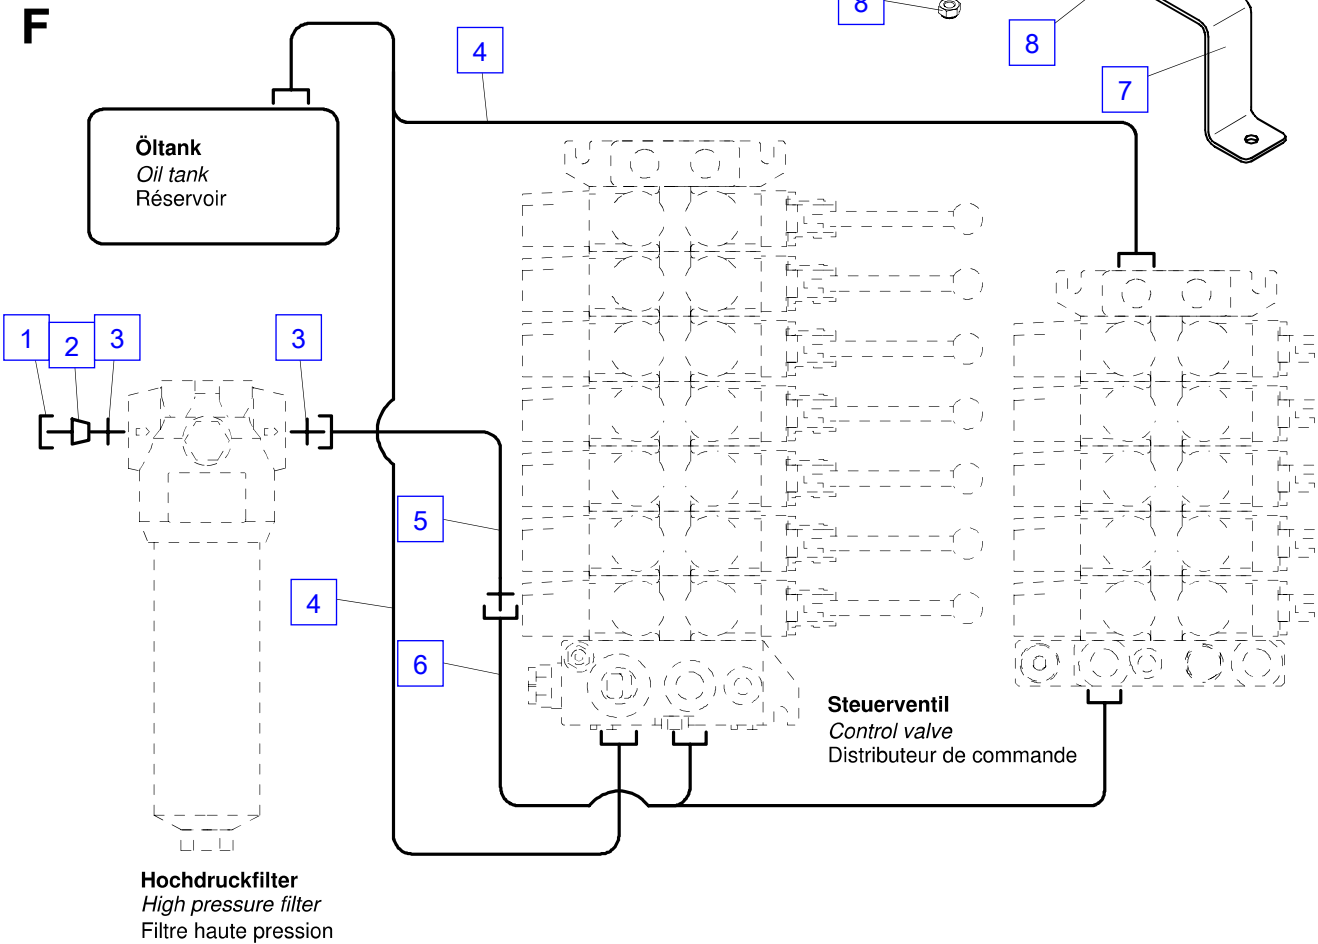 F
8
4
8
7
Öltank
Oil tank
Réservoir
1
2
3
3
5
4
6
Steuerventil
Control valve
Distributeur de commande
Hochdruckfilter
High pressure filter
Filtre haute pression